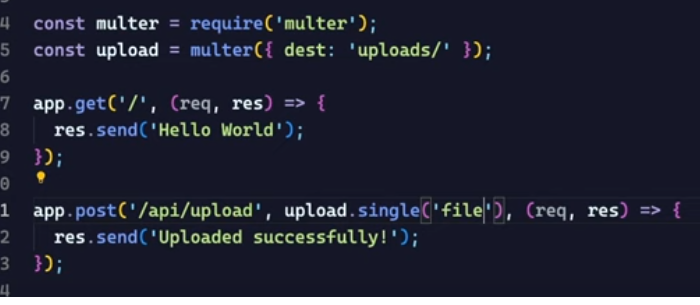 4 const multer = require('multer');
5 const upload = multer({ dest: 'uploads/' });
6
7 app.get('/', (req, res) => {
8   res.send('Hello World');
9 });
0
1 app.post('/api/upload', upload.single('file'), (req, res) => {
2   res.send('Uploaded successfully!');
3 });
4